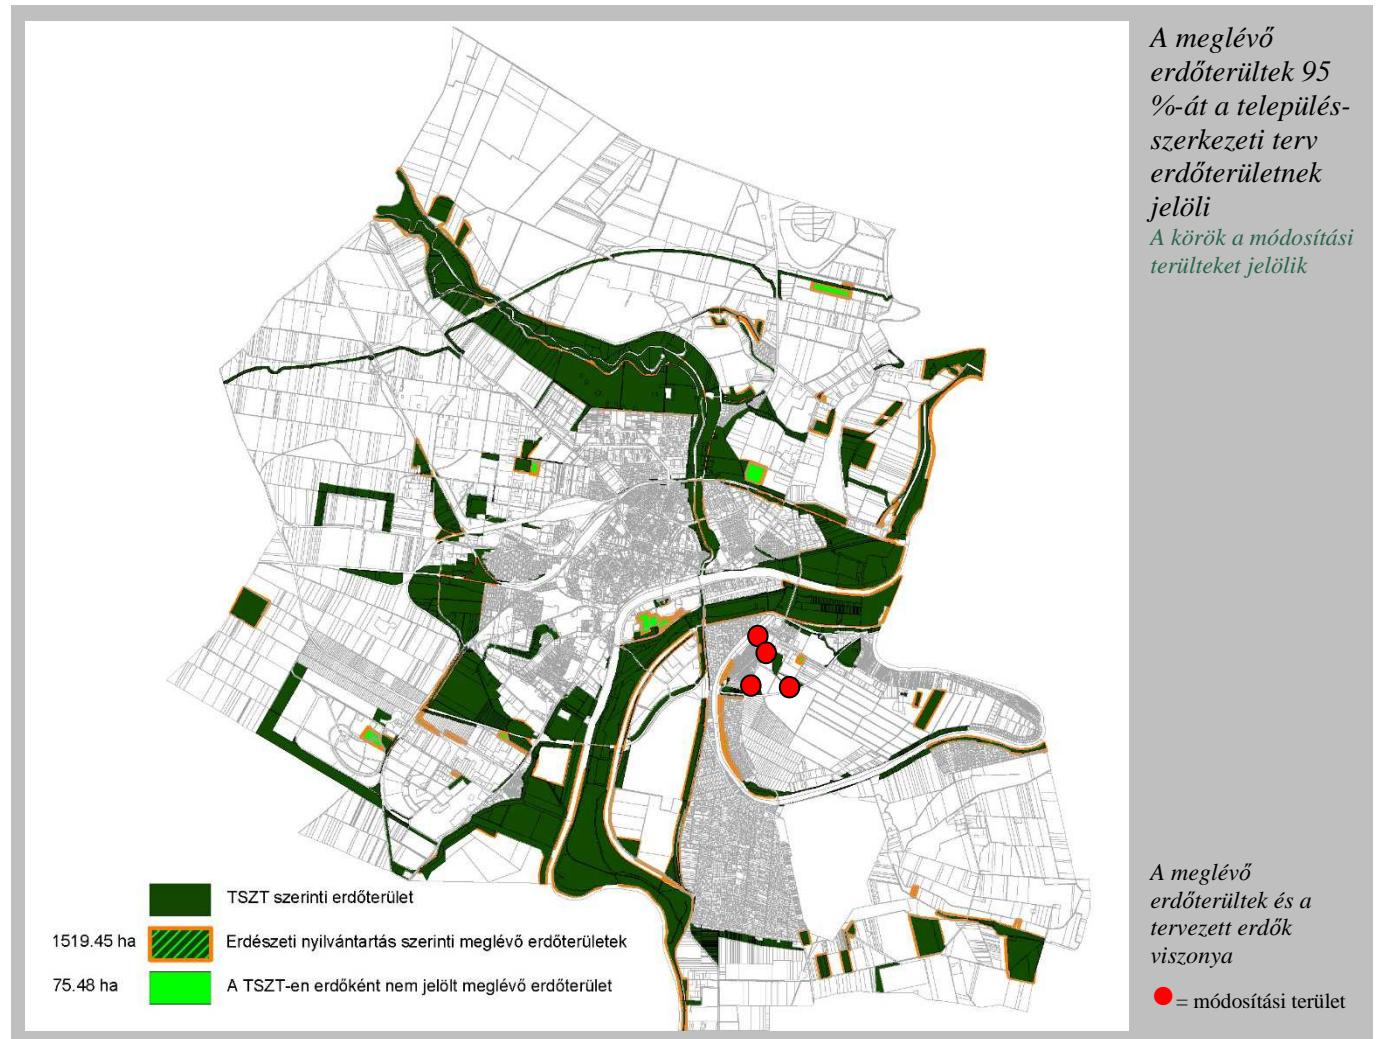 A meglévő
erdőterültek 95
%-át a település-
szerkezeti terv
erdőterületnek
jelöli
A körök a módosítási
terülteket jelölik
TSZT szerinti erdőterület
1519.45 ha Erdészeti nyilvántartás szerinti meglévő erdőterületek
75.48 ha A TSZT-en erdőként nem jelölt meglévő erdőterület
A meglévő
erdőterültek és a
tervezett erdők
viszonya
= módosítási terület